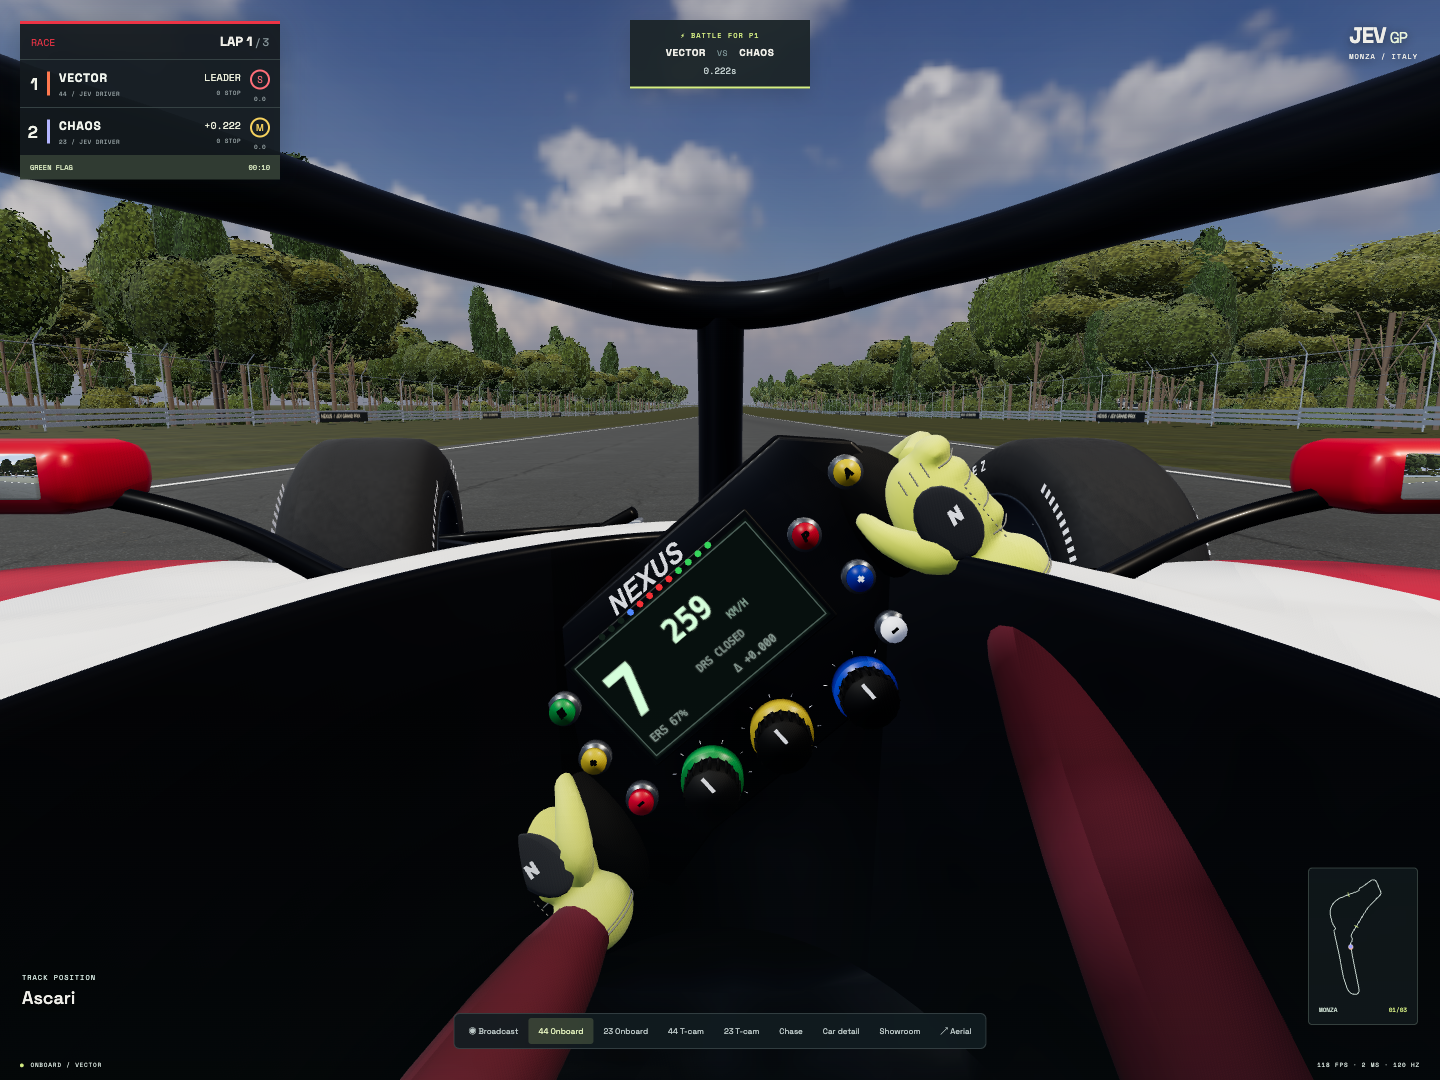 RACE
LAP 1 / 3
1 VECTOR LEADER S
44 / JEV DRIVER 0 STOP 0.0
2 CHAOS +0.222 M
23 / JEV DRIVER 0 STOP 0.0
GREEN FLAG 00:10
⚡ BATTLE FOR P1
VECTOR VS CHAOS
0.222s
JEV GP
MONZA / ITALY
NEXUS
259 KM/H
7
DRS CLOSED
Δ +0.000
ERS 67%
N
N
TRACK POSITION
Ascari
MONZA 01/03
Broadcast 44 Onboard 23 Onboard 44 T-cam 23 T-cam Chase Car detail Showroom Aerial
ONBOARD / VECTOR
118 FPS · 2 MS · 120 HZ